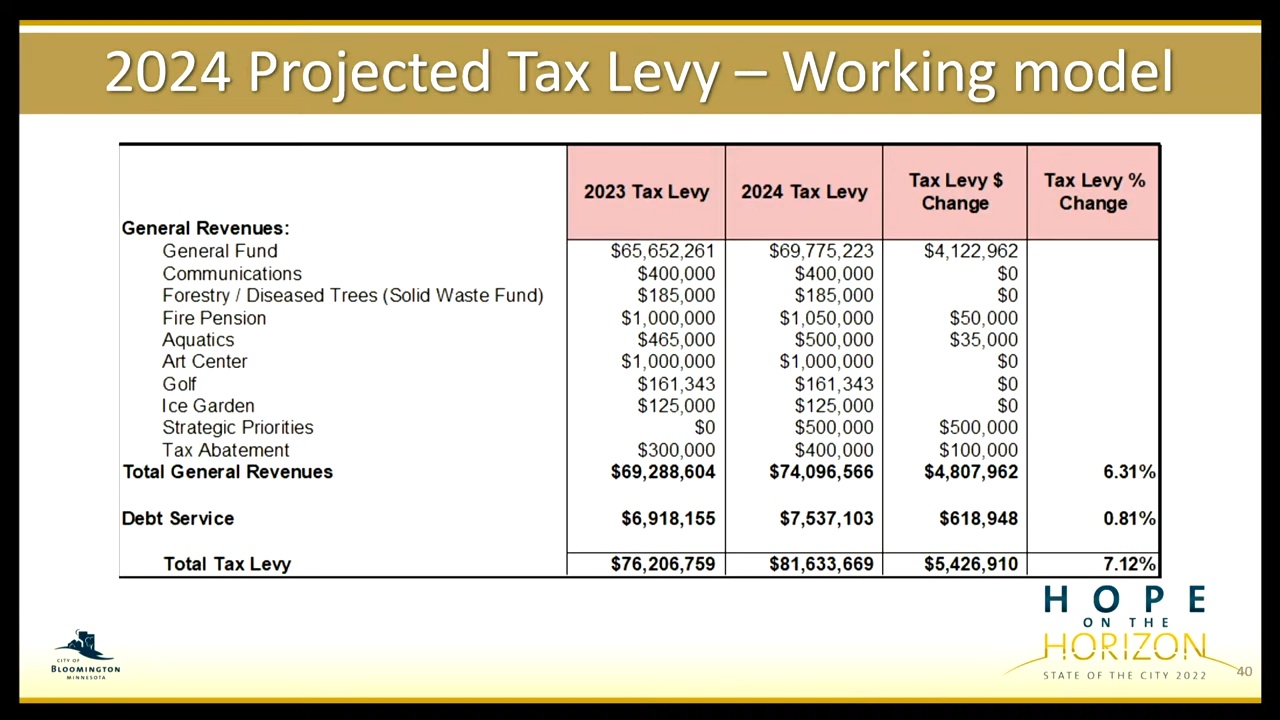 2024 Projected Tax Levy – Working model
2023 Tax Levy 2024 Tax Levy Tax Levy $ Change Tax Levy % Change
General Revenues:
General Fund $65,652,261 $69,775,223 $4,122,962
Communications $400,000 $400,000 $0
Forestry / Diseased Trees (Solid Waste Fund) $185,000 $185,000 $0
Fire Pension $1,000,000 $1,050,000 $50,000
Aquatics $465,000 $500,000 $35,000
Art Center $1,000,000 $1,000,000 $0
Golf $161,343 $161,343 $0
Ice Garden $125,000 $125,000 $0
Strategic Priorities $0 $500,000 $500,000
Tax Abatement $300,000 $400,000 $100,000
Total General Revenues $69,288,604 $74,096,566 $4,807,962 6.31%
Debt Service $6,918,155 $7,537,103 $618,948 0.81%
Total Tax Levy $76,206,759 $81,633,669 $5,426,910 7.12%
CITY OF
BLOOMINGTON
MINNESOTA
HOPE
ON THE
HORIZON
STATE OF THE CITY 2022
40